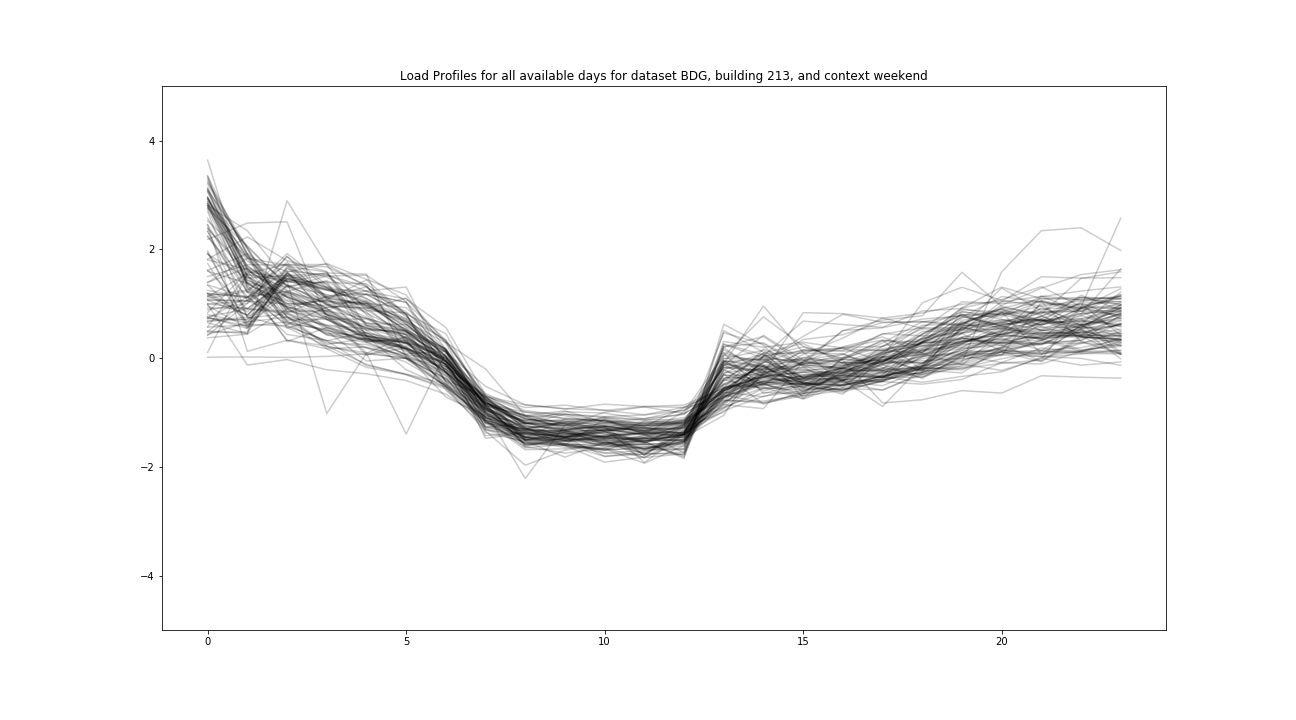 Load Profiles for all available days for dataset BDG, building 213, and context weekend
4
2
0
−2
−4
0 5 10 15 20